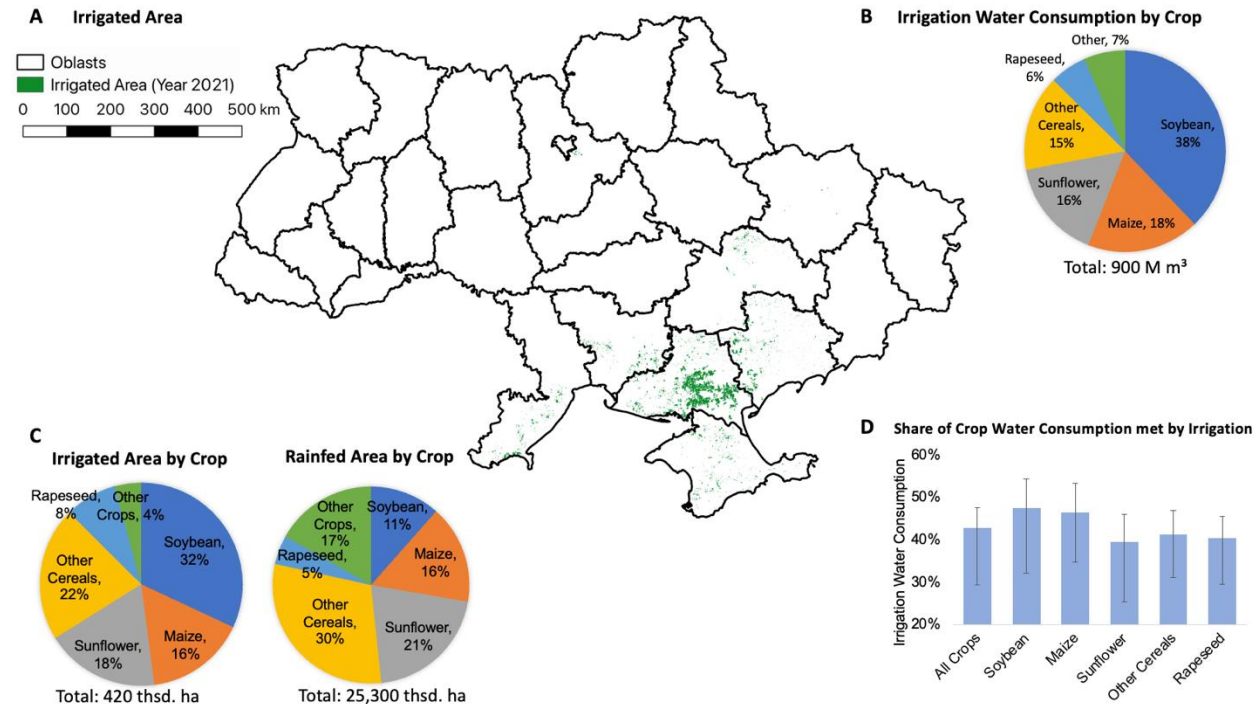 A Irrigated Area
Oblasts
Irrigated Area (Year 2021)
0 100 200 300 400 500 km
B Irrigation Water Consumption by Crop
Other, 7%
Rapeseed,
6%
Other
Cereals,
15%
Soybean,
38%
Sunflower,
16%
Maize, 18%
Total: 900 M m³
C
Irrigated Area by Crop
Rapeseed,
8%
Other
Crops, 4%
Soybean,
32%
Other
Cereals,
22%
Sunflower,
18%
Maize,
16%
Total: 420 thsd. ha
Rainfed Area by Crop
Other
Crops,
17%
Soybean,
11%
Rapeseed,
5%
Maize,
16%
Other
Cereals,
30%
Sunflower,
21%
Total: 25,300 thsd. ha
D Share of Crop Water Consumption met by Irrigation
Irrigation Water Consumption
60%
50%
40%
30%
20%
All Crops
Soybean
Maize
Sunflower
Other Cereals
Rapeseed